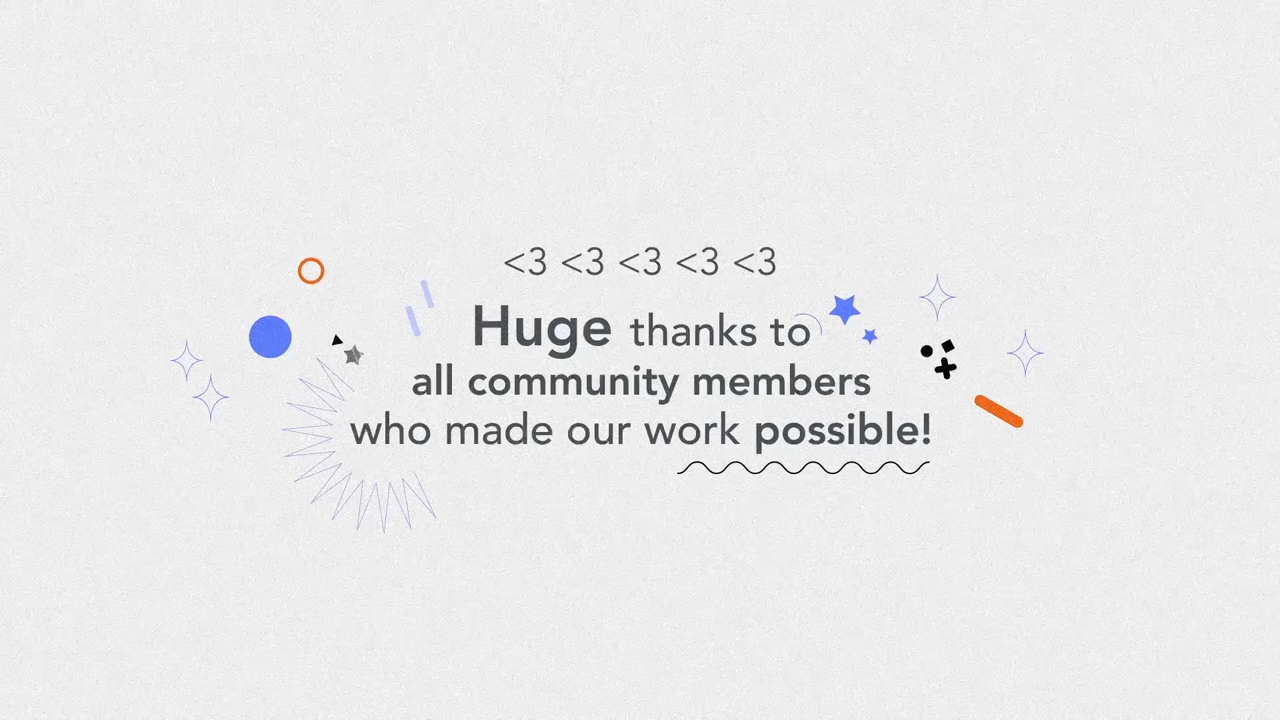 <3 <3 <3 <3 <3
Huge thanks to
all community members
who made our work possible!